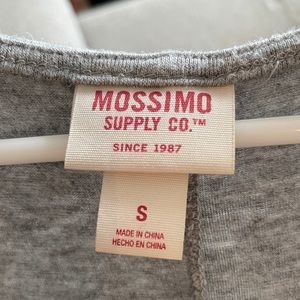 MOSSIMO
SUPPLY CO.™
SINCE 1987
S
MADE IN CHINA
HECHO EN CHINA